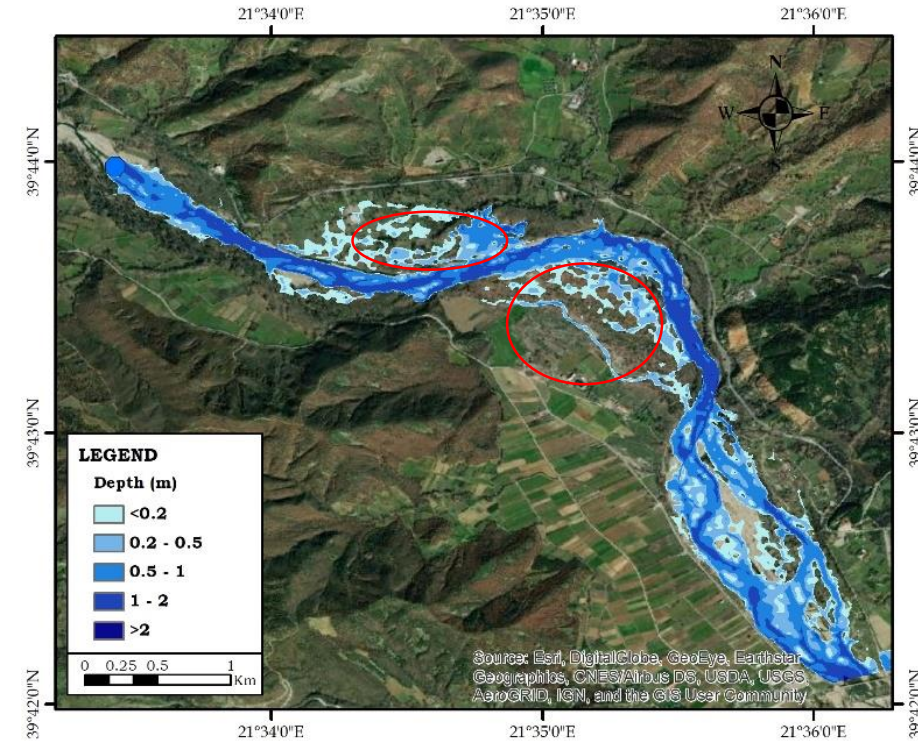 21°34'0"E
21°35'0"E
21°36'0"E
N
W
E
S
39°44'0"N
39°44'0"N
39°43'0"N
39°43'0"N
LEGEND
Depth (m)
<0.2
0.2 - 0.5
0.5 - 1
1 - 2
>2
0 0.25 0.5 1
Km
Source: Esri, DigitalGlobe, GeoEye, Earthstar
Geographics, CNES/Airbus DS, USDA, USGS
AeroGRID, IGN, and the GIS User Community
39°42'0"N
39°42'0"N
21°34'0"E
21°35'0"E
21°36'0"E